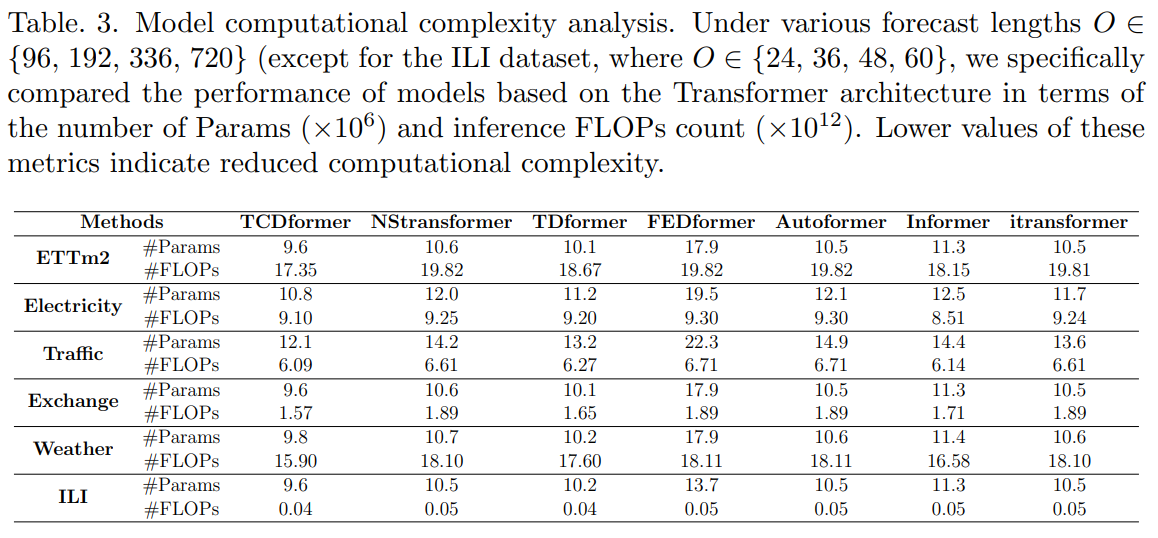 Table. 3. Model computational complexity analysis. Under various forecast lengths O ∈
{96, 192, 336, 720} (except for the ILI dataset, where O ∈ {24, 36, 48, 60}, we specifically
compared the performance of models based on the Transformer architecture in terms of
the number of Params (×10⁶) and inference FLOPs count (×10¹²). Lower values of these
metrics indicate reduced computational complexity.
Methods TCDformer NStransformer TDformer FEDformer Autoformer Informer itransformer
ETTm2 #Params 9.6 10.6 10.1 17.9 10.5 11.3 10.5
#FLOPs 17.35 19.82 18.67 19.82 19.82 18.15 19.81
Electricity #Params 10.8 12.0 11.2 19.5 12.1 12.5 11.7
#FLOPs 9.10 9.25 9.20 9.30 9.30 8.51 9.24
Traffic #Params 12.1 14.2 13.2 22.3 14.9 14.4 13.6
#FLOPs 6.09 6.61 6.27 6.71 6.71 6.14 6.61
Exchange #Params 9.6 10.6 10.1 17.9 10.5 11.3 10.5
#FLOPs 1.57 1.89 1.65 1.89 1.89 1.71 1.89
Weather #Params 9.8 10.7 10.2 17.9 10.6 11.4 10.6
#FLOPs 15.90 18.10 17.60 18.11 18.11 16.58 18.10
ILI #Params 9.6 10.5 10.2 13.7 10.5 11.3 10.5
#FLOPs 0.04 0.05 0.04 0.05 0.05 0.05 0.05